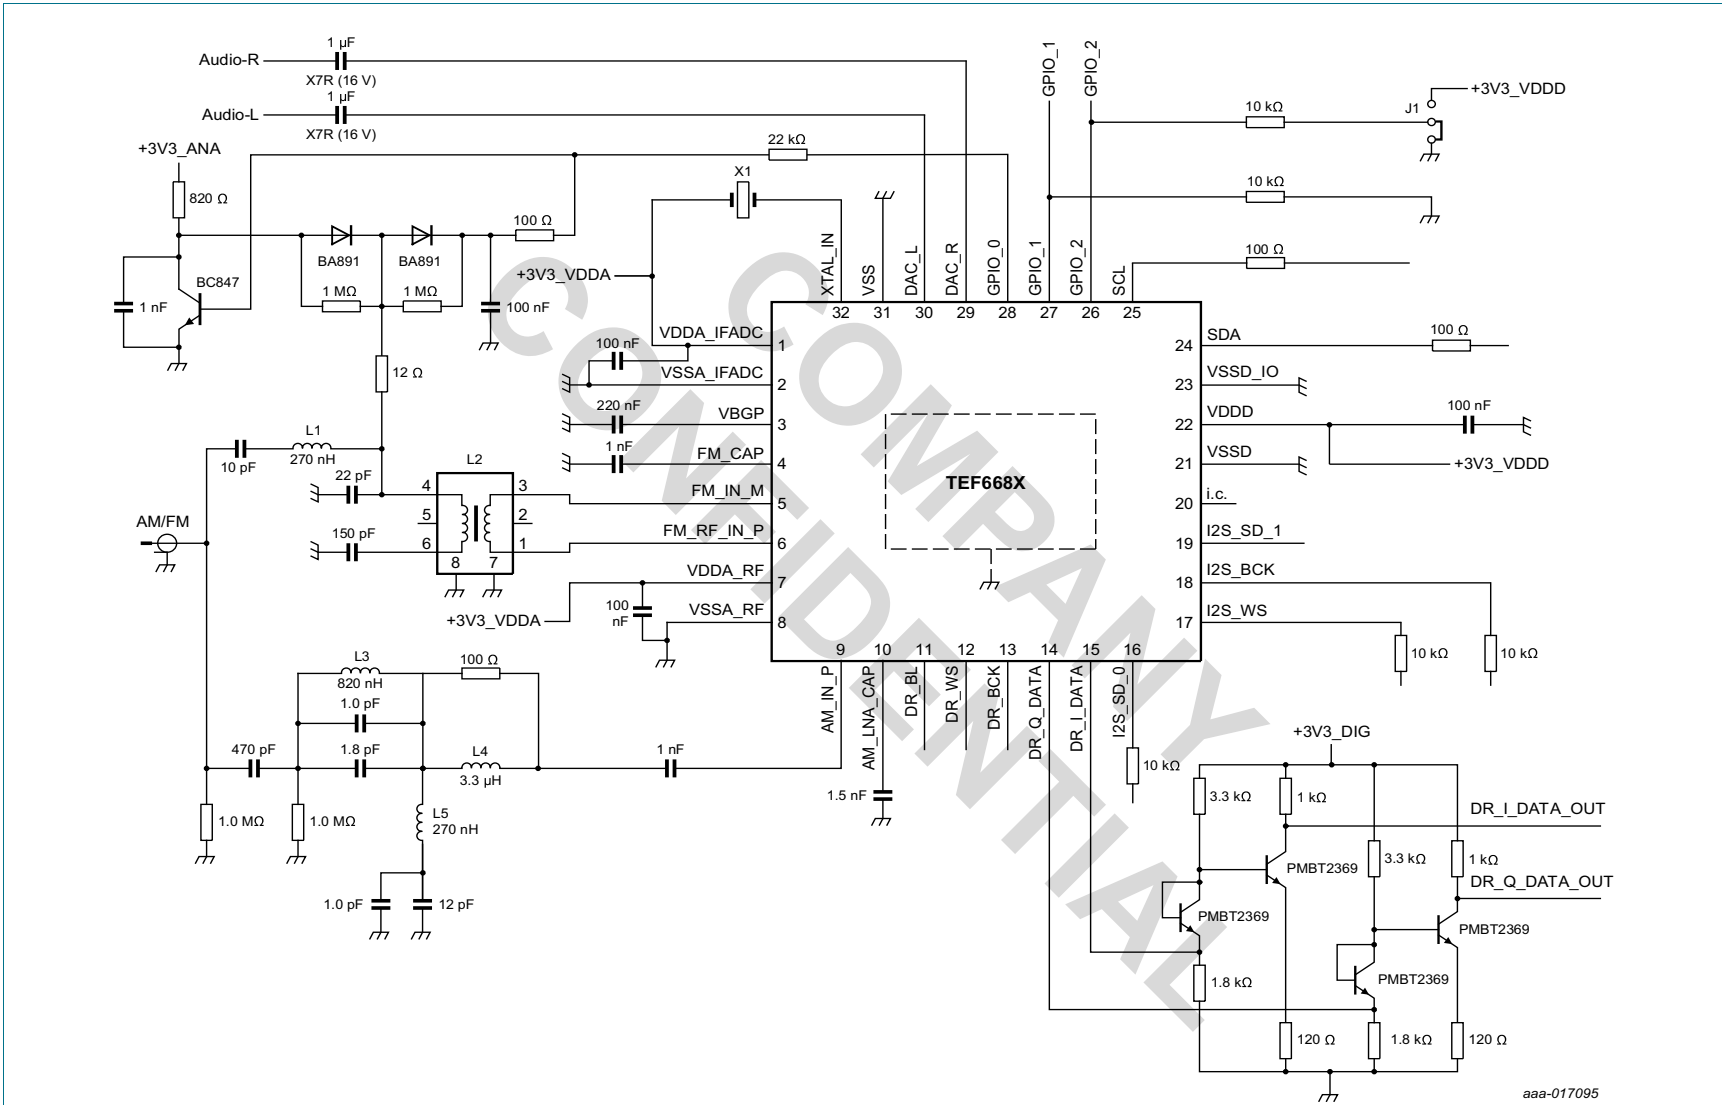 1 µF
Audio-R
X7R (16 V)
1 µF
Audio-L
X7R (16 V)
+3V3_ANA
820 Ω
22 kΩ
X1
GPIO_1
GPIO_2
+3V3_VDDD
J1
10 kΩ
10 kΩ
100 Ω
100 Ω
BA891
BA891
1 MΩ
1 MΩ
BC847
1 nF
100 nF
12 Ω
+3V3_VDDA
XTAL_IN
VSS
DAC_L
DAC_R
GPIO_0
GPIO_1
GPIO_2
SCL
32
31
30
29
28
27
26
25
VDDA_IFADC
1
100 nF
VSSA_IFADC
2
220 nF
VBGP
3
1 nF
FM_CAP
4
FM_IN_M
5
FM_RF_IN_P
6
VDDA_RF
7
100
nF
VSSA_RF
8
+3V3_VDDA
TEF668X
24
SDA
100 Ω
23
VSSD_IO
22
VDDD
100 nF
+3V3_VDDD
21
VSSD
20
i.c.
19
I2S_SD_1
18
I2S_BCK
17
I2S_WS
10 kΩ
10 kΩ
L1
10 pF
270 nH
22 pF
L2
4
3
5
2
6
1
8
7
150 pF
AM/FM
9
10
11
12
13
14
15
16
AM_IN_P
AM_LNA_CAP
DR_BL
DR_WS
DR_BCK
DR_Q_DATA
DR_I_DATA
I2S_SD_0
L3
820 nH
100 Ω
1.0 pF
470 pF
1.8 pF
L4
3.3 µH
1 nF
1.5 nF
10 kΩ
1.0 MΩ
1.0 MΩ
L5
270 nH
1.0 pF
12 pF
+3V3_DIG
3.3 kΩ
1 kΩ
DR_I_DATA_OUT
PMBT2369
3.3 kΩ
1 kΩ
DR_Q_DATA_OUT
PMBT2369
PMBT2369
PMBT2369
1.8 kΩ
120 Ω
1.8 kΩ
120 Ω
COMPANY
CONFIDENTIAL
aaa-017095